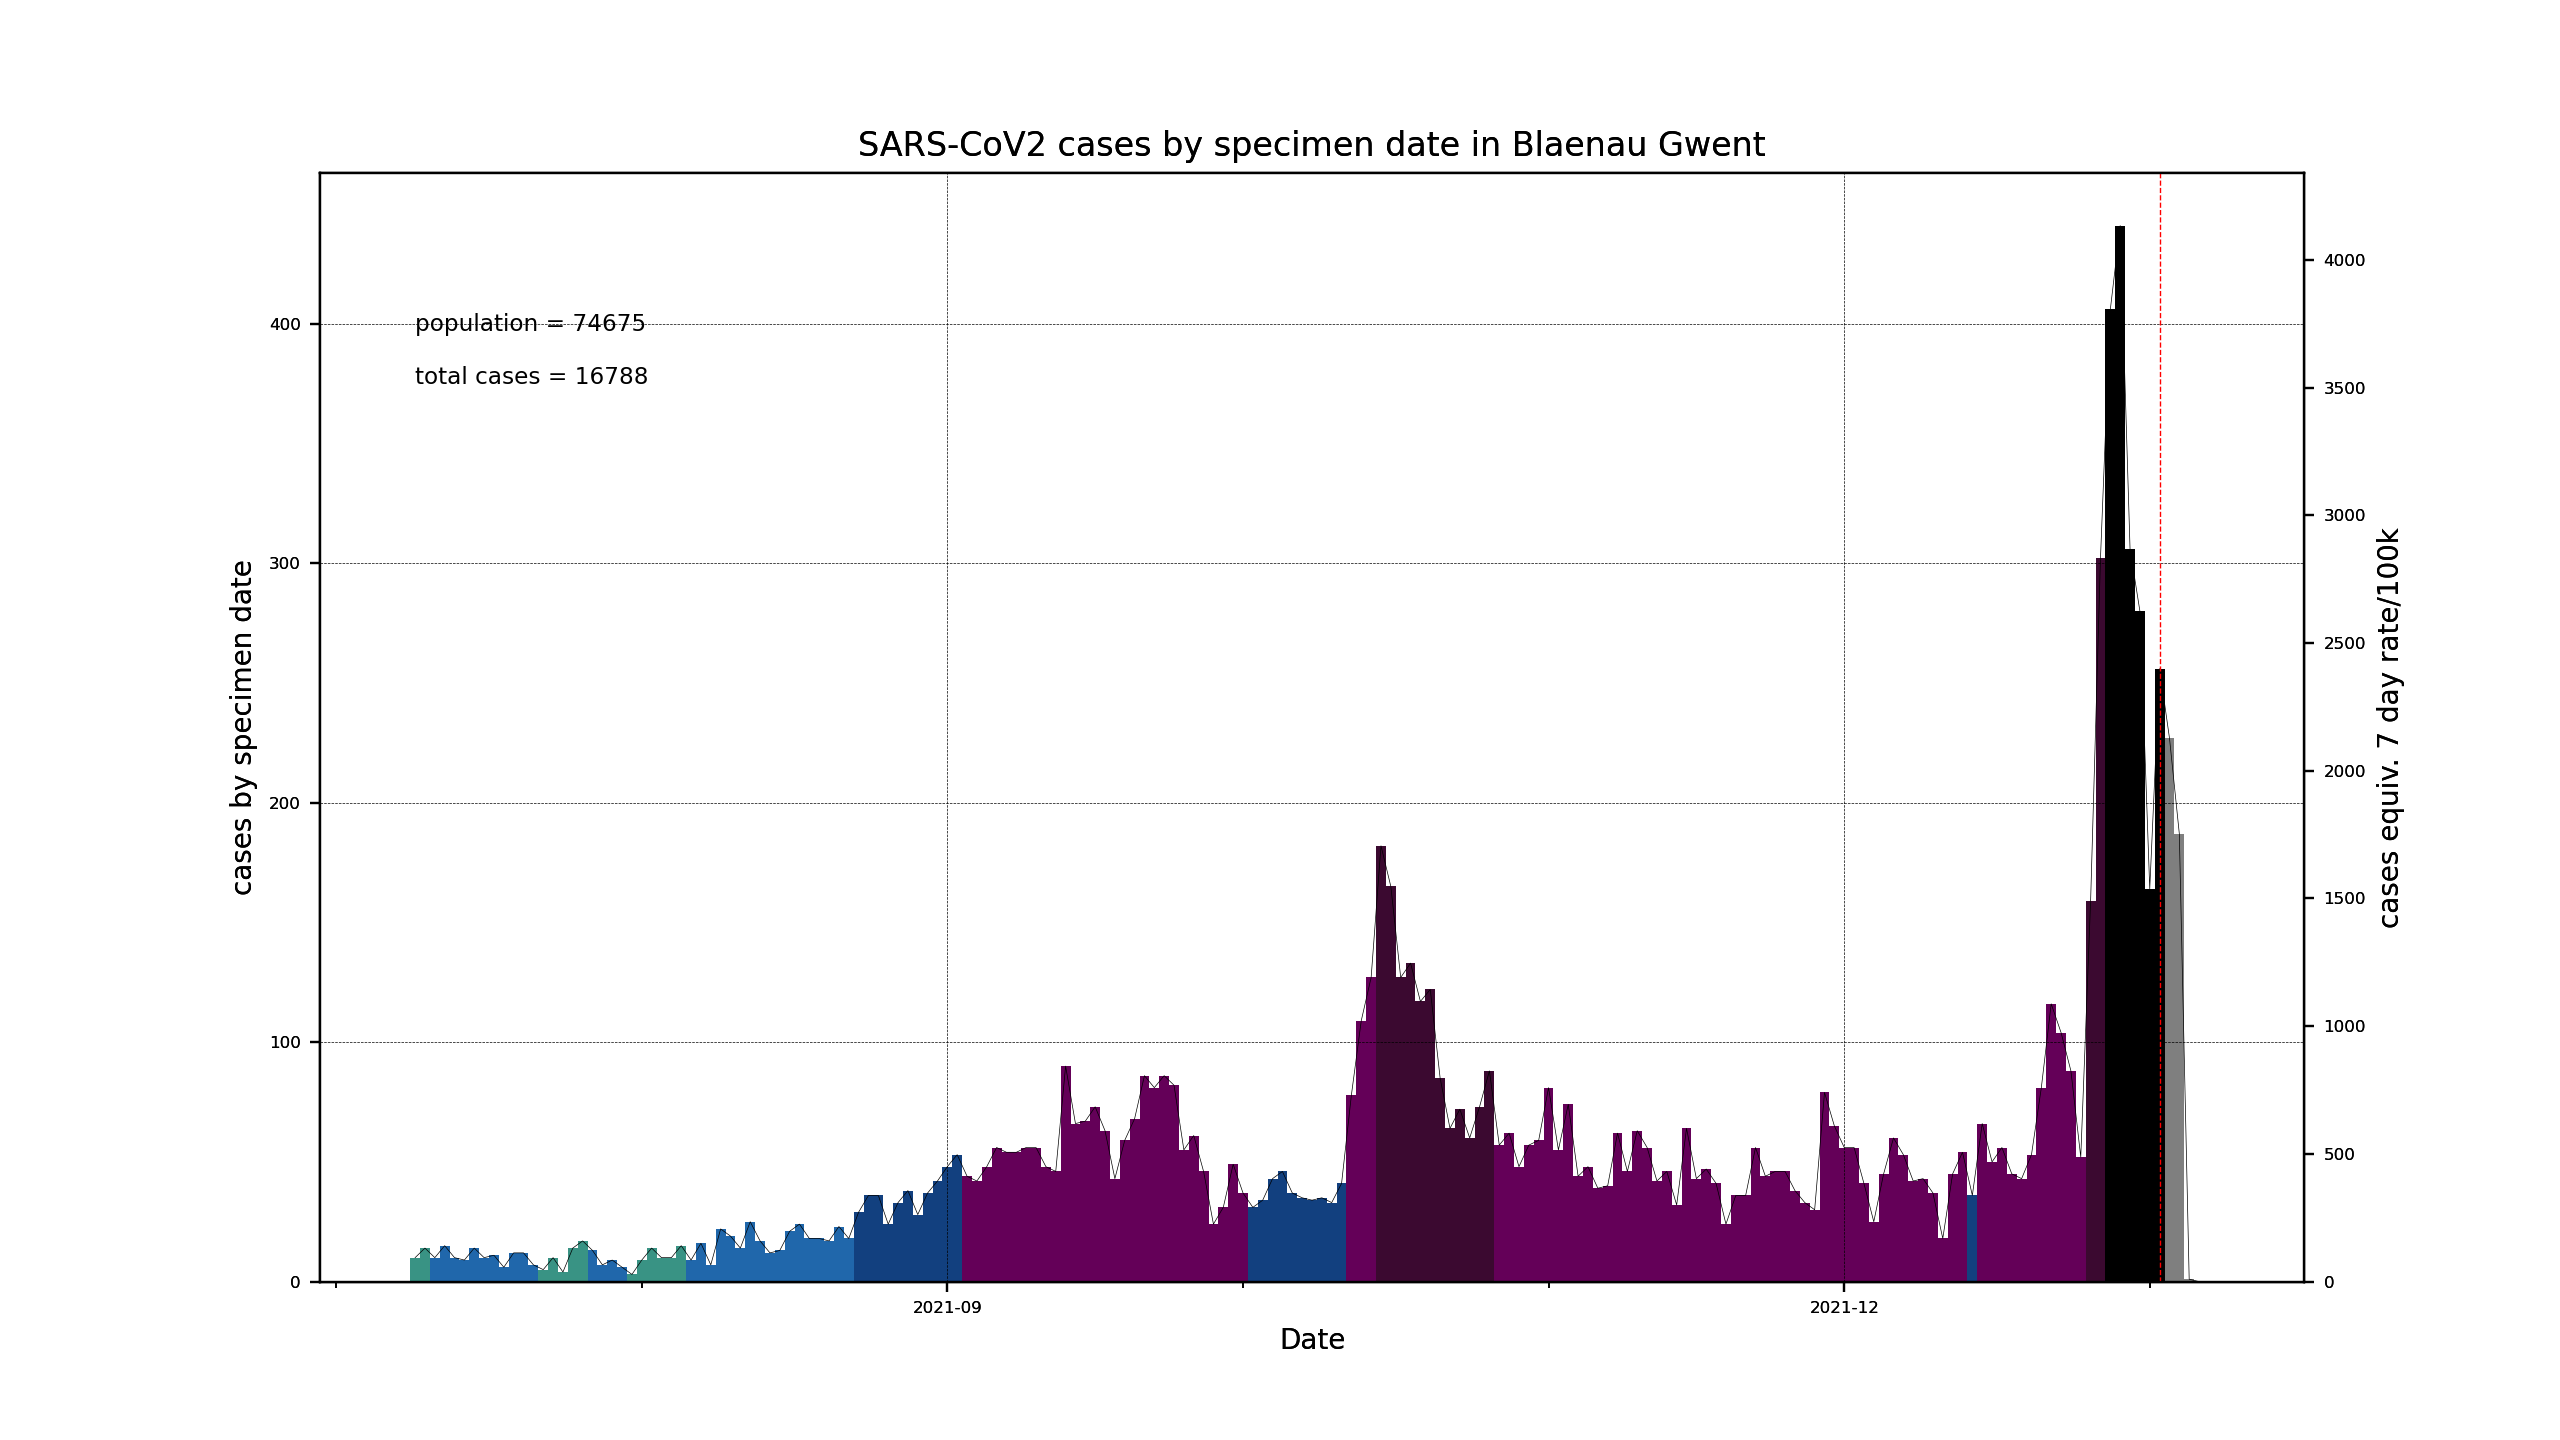 SARS-CoV2 cases by specimen date in Blaenau Gwent
population = 74675
total cases = 16788
cases by specimen date
400
300
200
100
0
4000
3500
3000
2500
2000
1500
1000
500
0
cases equiv. 7 day rate/100k
2021-09
2021-12
Date